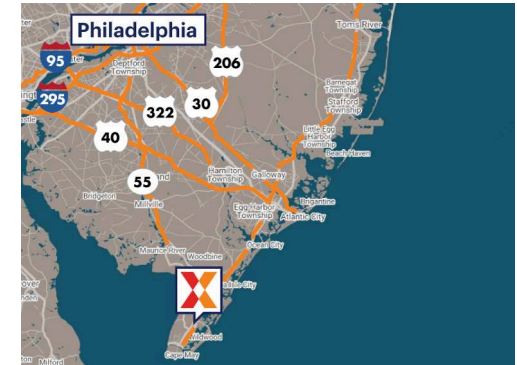 Philadelphia
Toms River
95
Deptford
Township
206
Barnegat
Township
295
Stafford
Township
322
30
Little Egg
Harbor
Township
40
Beach Haven
55
Hamilton
Township
Galloway
Bridgeton
Millville
Brigantine
Egg Harbor
Township
Atlantic City
Maurice River
Ocean City
Woodbine
Wildwood
Cape May
Milford